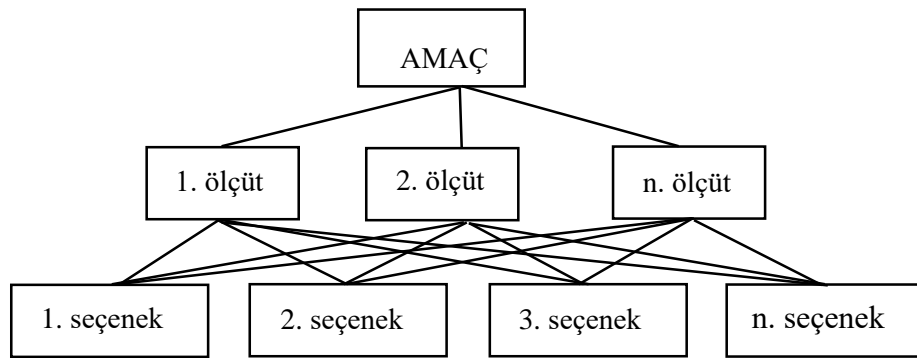 AMAÇ
1. ölçüt
2. ölçüt
n. ölçüt
1. seçenek
2. seçenek
3. seçenek
n. seçenek